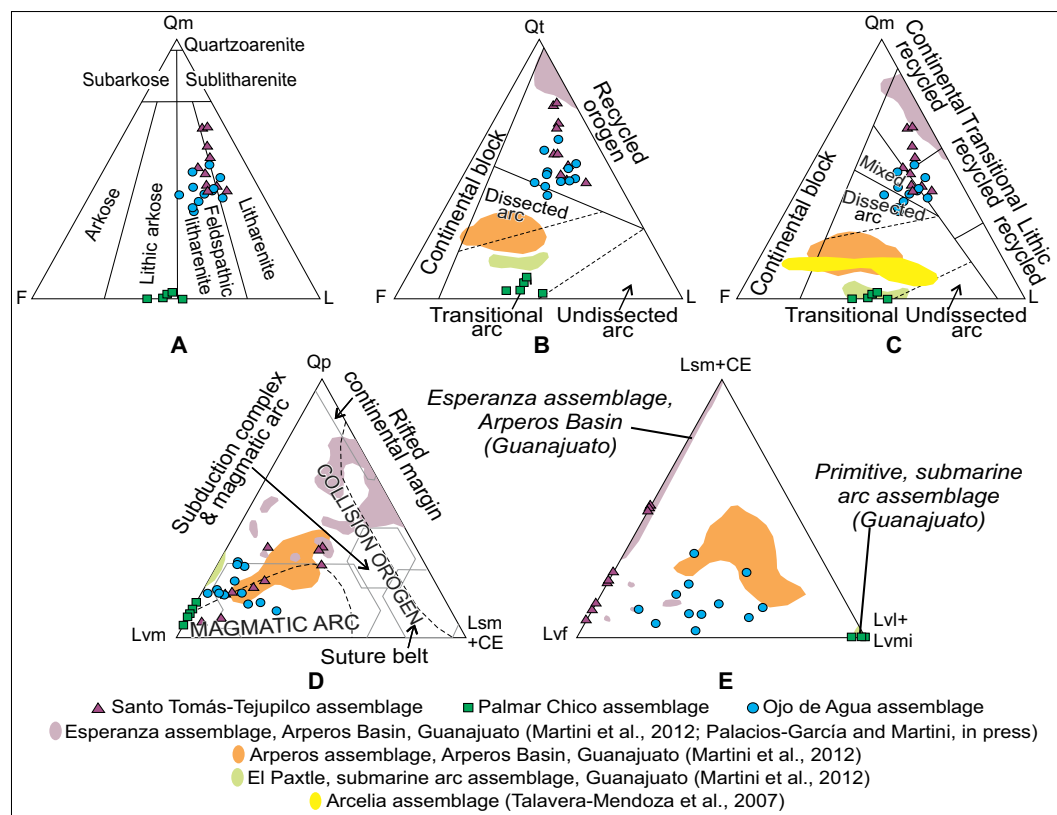 Qm
Quartzoarenite
Subarkose
Sublitharenite
Arkose
Lithic arkose
Feldspathic
litharenite
Litharenite
F
L
A
Qt
Continental block
Recycled
orogen
Dissected
arc
F
L
Transitional
arc
Undissected
arc
B
Qm
Continental
recycled
Transitional
recycled
Lithic
recycled
Continental block
Mixed
Dissected
arc
F
L
Transitional
Undissected
arc
C
Qp
Subduction complex
& magmatic arc
Rifted
continental margin
COLLISION OROGEN
MAGMATIC ARC
Lvm
Lsm
+CE
Suture belt
D
Lsm+CE
Esperanza assemblage,
Arperos Basin
(Guanajuato)
Primitive, submarine
arc assemblage
(Guanajuato)
Lvf
Lvl+
Lvmi
E
Santo Tomás-Tejupilco assemblage
Palmar Chico assemblage
Ojo de Agua assemblage
Esperanza assemblage, Arperos Basin, Guanajuato (Martini et al., 2012; Palacios-García and Martini, in press)
Arperos assemblage, Arperos Basin, Guanajuato (Martini et al., 2012)
El Paxtle, submarine arc assemblage, Guanajuato (Martini et al., 2012)
Arcelia assemblage (Talavera-Mendoza et al., 2007)